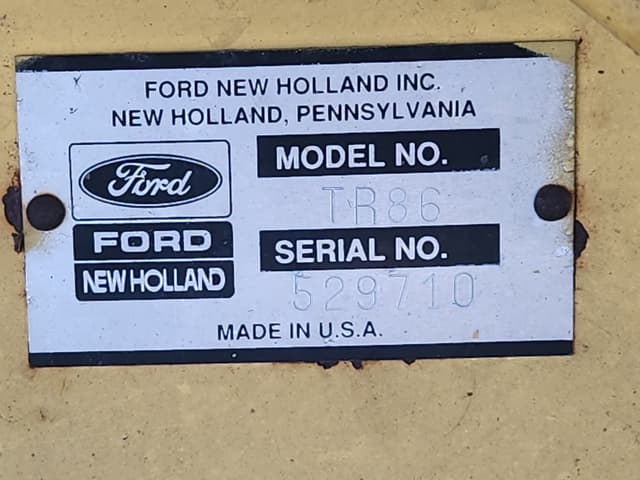 FORD NEW HOLLAND INC.
NEW HOLLAND, PENNSYLVANIA
Ford
FORD
NEW HOLLAND
MODEL NO.
TR86
SERIAL NO.
529710
MADE IN U.S.A.